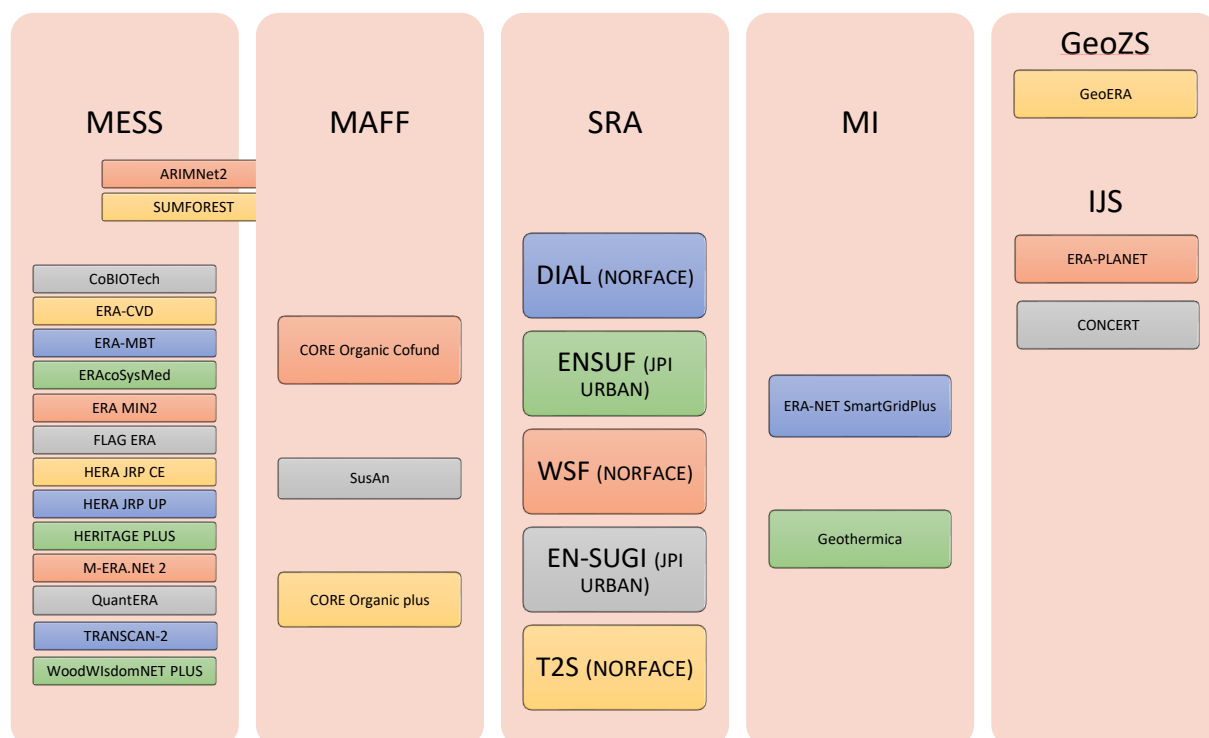 MESS
ARIMNet2
SUMFOREST
CoBIOTech
ERA-CVD
ERA-MBT
ERAcoSysMed
ERA MIN2
FLAG ERA
HERA JRP CE
HERA JRP UP
HERITAGE PLUS
M-ERA.NEt 2
QuantERA
TRANSCAN-2
WoodWIsdomNET PLUS
MAFF
CORE Organic Cofund
SusAn
CORE Organic plus
SRA
DIAL (NORFACE)
ENSUF (JPI
URBAN)
WSF (NORFACE)
EN-SUGI (JPI
URBAN)
T2S (NORFACE)
MI
ERA-NET SmartGridPlus
Geothermica
GeoZS
GeoERA
IJS
ERA-PLANET
CONCERT